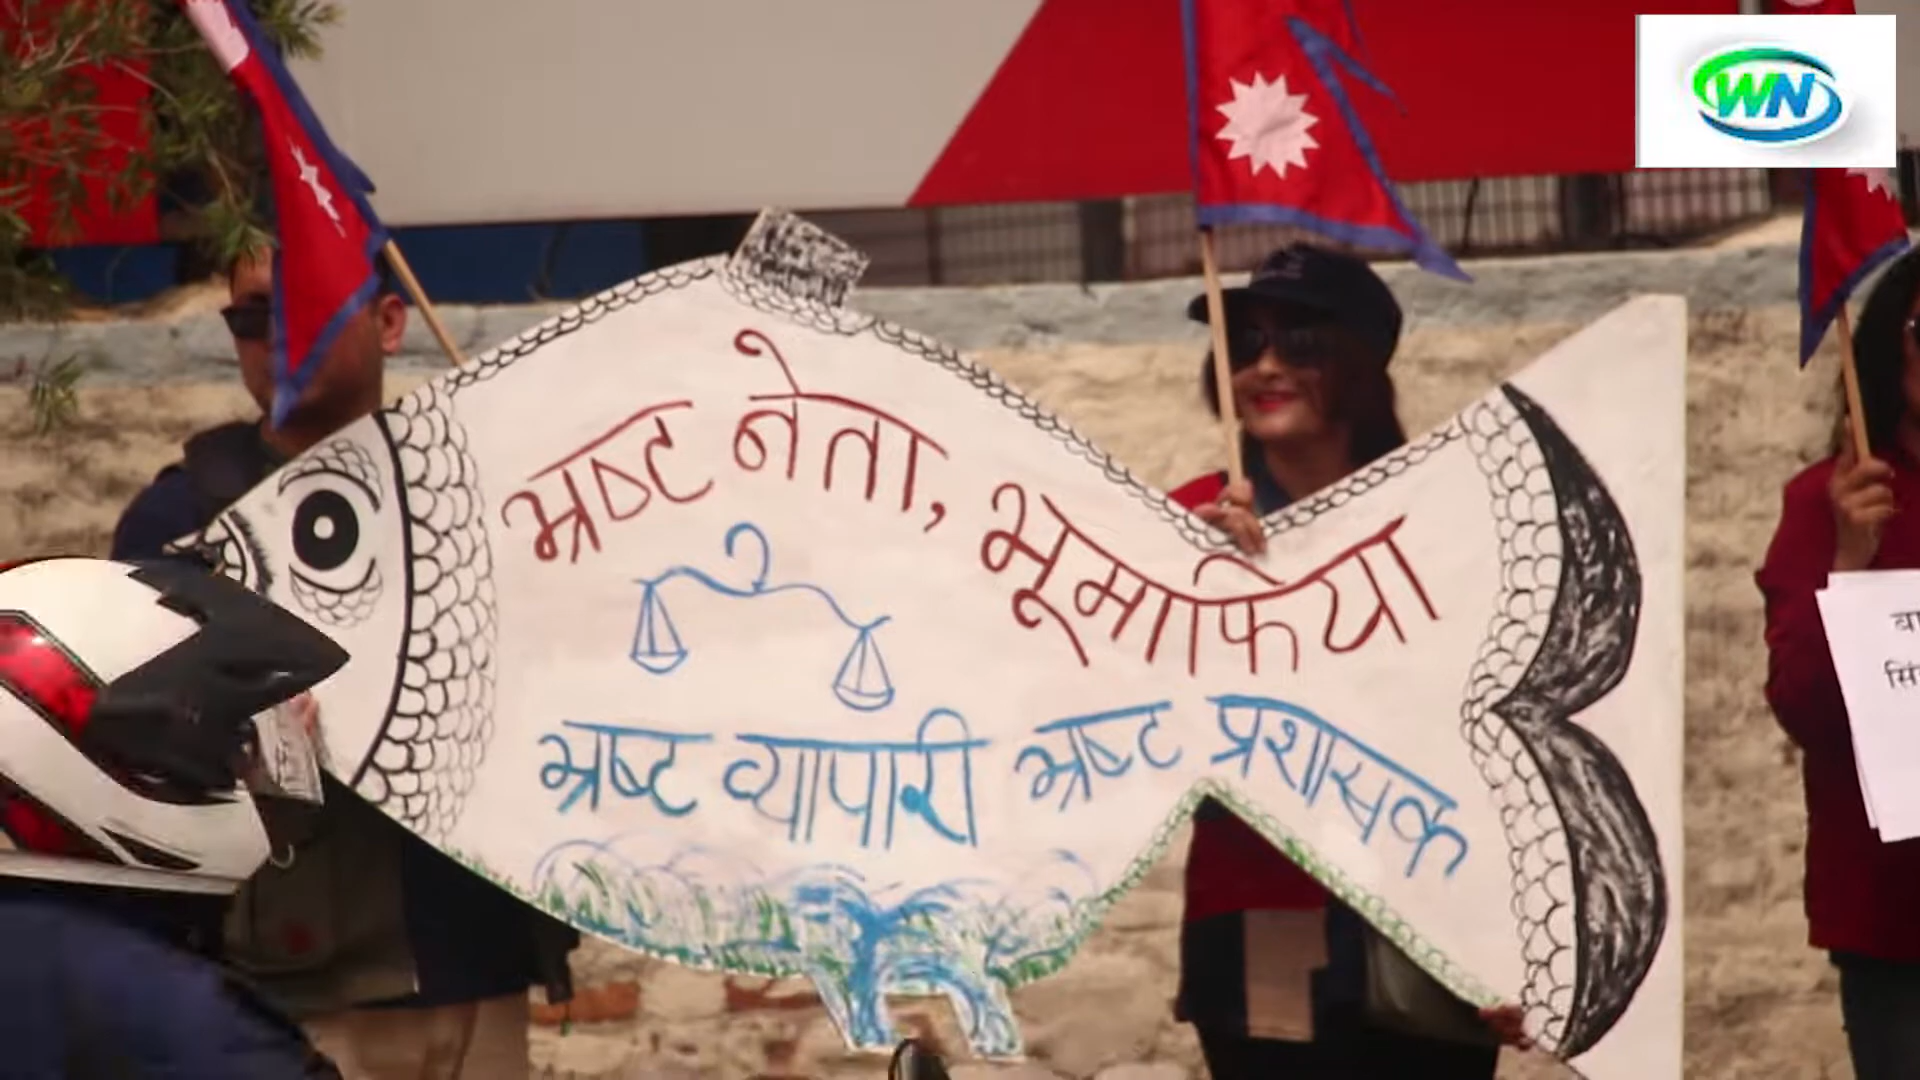 WN
भ्रष्ट नेता, भूमाफिया
भ्रष्ट व्यापारी भ्रष्ट प्रशासक